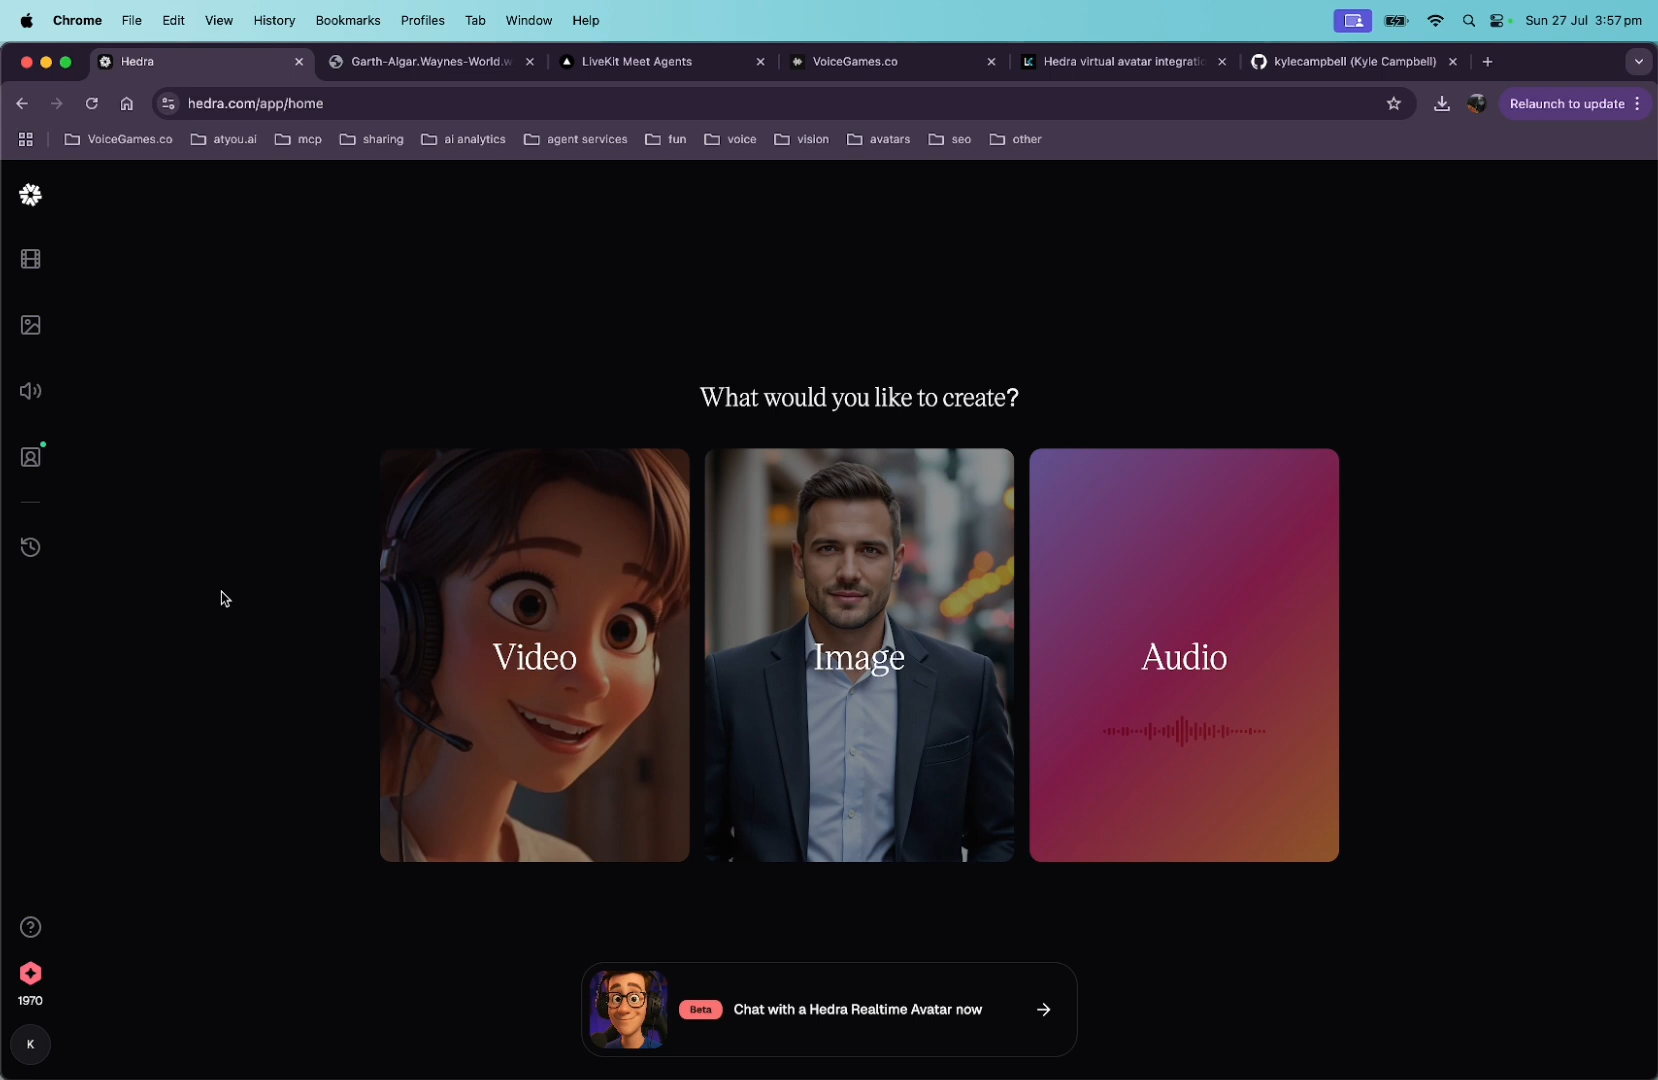 Chrome File Edit View History Bookmarks Profiles Tab Window Help Sun 27 Jul 3:57 pm
Hedra Garth-Algar.Waynes-World.w LiveKit Meet Agents VoiceGames.co Hedra virtual avatar integratio kylecampbell (Kyle Campbell)
hedra.com/app/home Relaunch to update
VoiceGames.co atyou.ai mcp sharing ai analytics agent services fun voice vision avatars seo other
What would you like to create?
Video Image Audio
1970
Beta Chat with a Hedra Realtime Avatar now
K